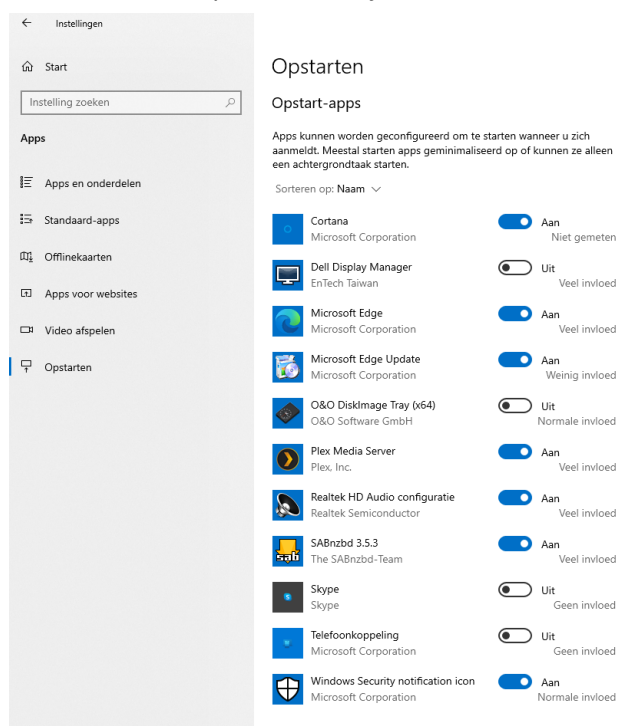 Instellingen
Start
Instelling zoeken
Apps
Apps en onderdelen
Standaard-apps
Offlinekaarten
Apps voor websites
Video afspelen
Opstarten
Opstarten
Opstart-apps
Apps kunnen worden geconfigureerd om te starten wanneer u zich
aanmeldt. Meestal starten apps geminimaliseerd op of kunnen ze alleen
een achtergrondtaak starten.
Sorteren op: Naam
Cortana Aan
Microsoft Corporation Niet gemeten
Dell Display Manager Uit
EnTech Taiwan Veel invloed
Microsoft Edge Aan
Microsoft Corporation Veel invloed
Microsoft Edge Update Aan
Microsoft Corporation Weinig invloed
O&O DiskImage Tray (x64) Uit
O&O Software GmbH Normale invloed
Plex Media Server Aan
Plex, Inc. Veel invloed
Realtek HD Audio configuratie Aan
Realtek Semiconductor Veel invloed
SABnzbd 3.5.3 Aan
The SABnzbd-Team Veel invloed
Skype Uit
Skype Geen invloed
Telefoonkoppeling Uit
Microsoft Corporation Geen invloed
Windows Security notification icon Aan
Microsoft Corporation Normale invloed